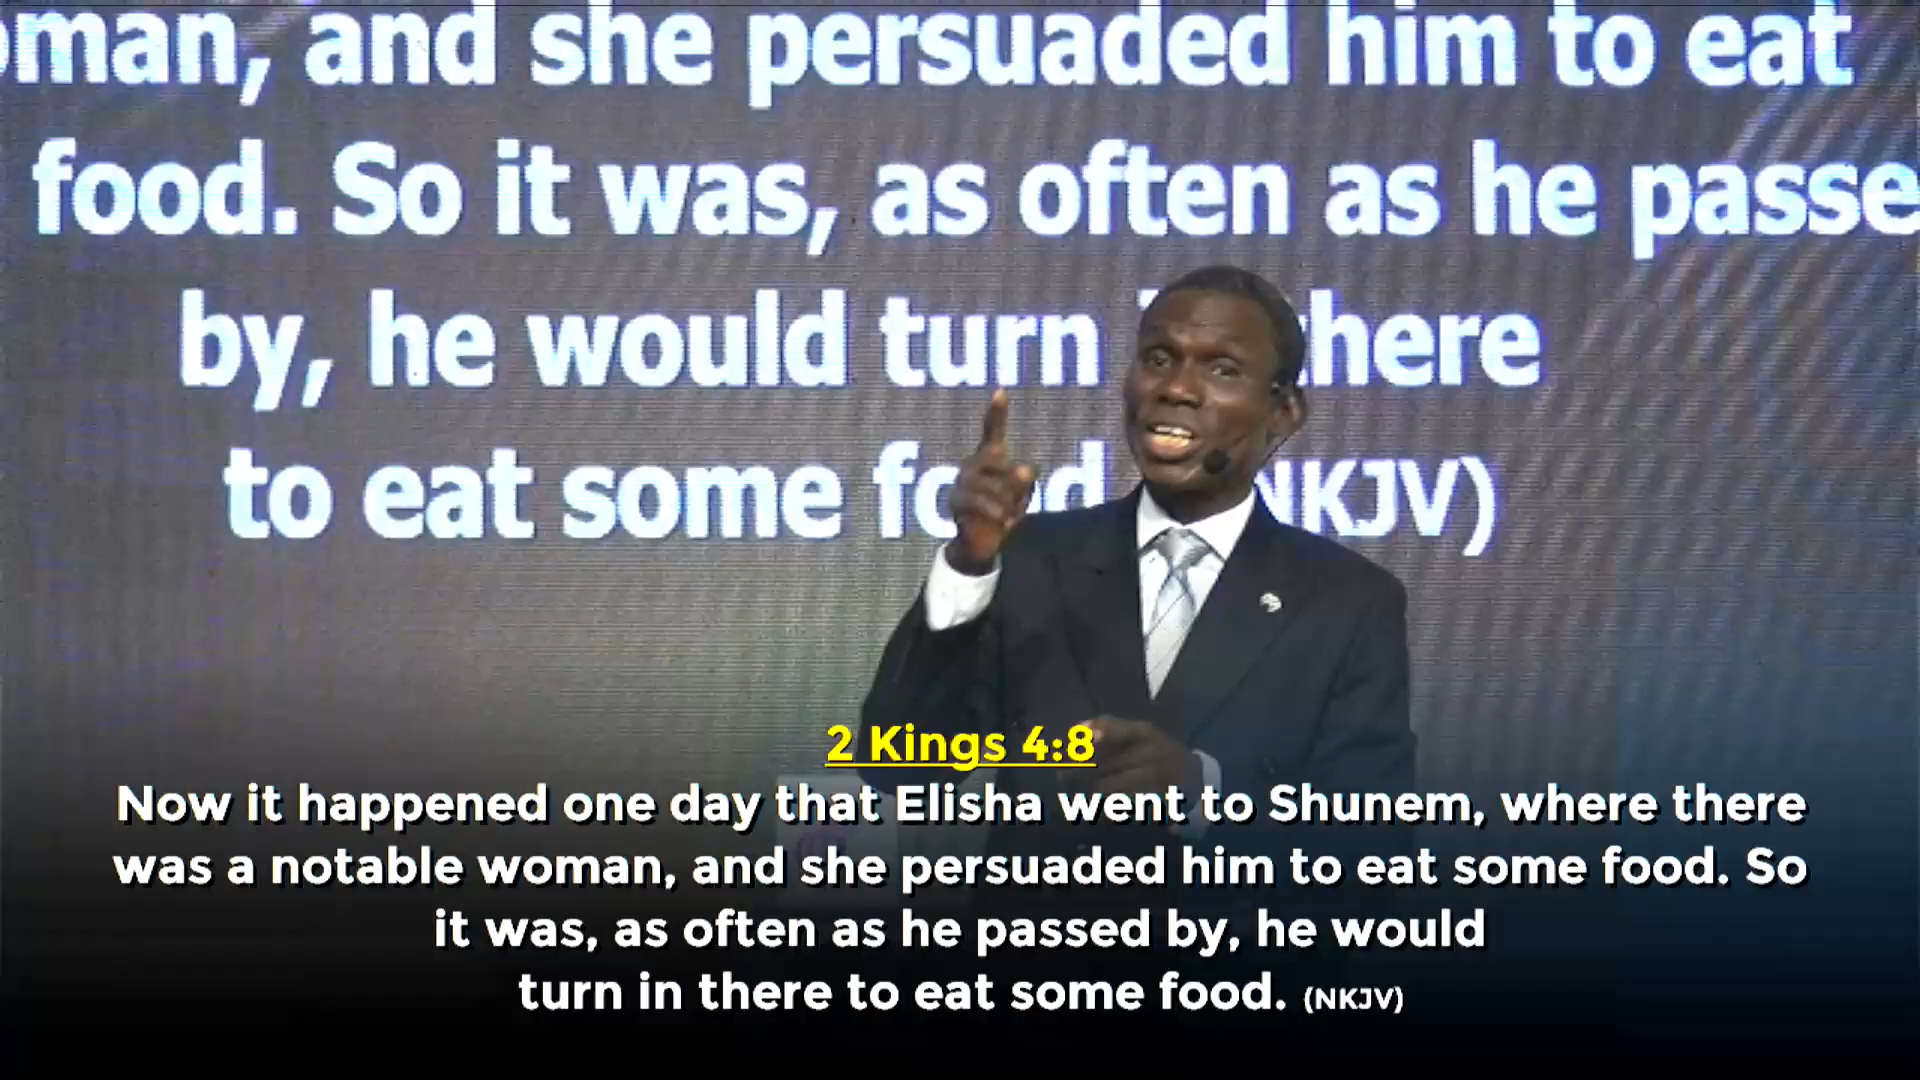 and she persuaded him to eat
food. So it was, as often as he
by, he would turn there
to eat some NKJV)
2 Kings 4:8
Now it happened one day that Elisha went to Shunem, where there
was a notable woman, and she persuaded him to eat some food. So
it was, as often as he passed by, he would
turn in there to eat some food. (NKJV)